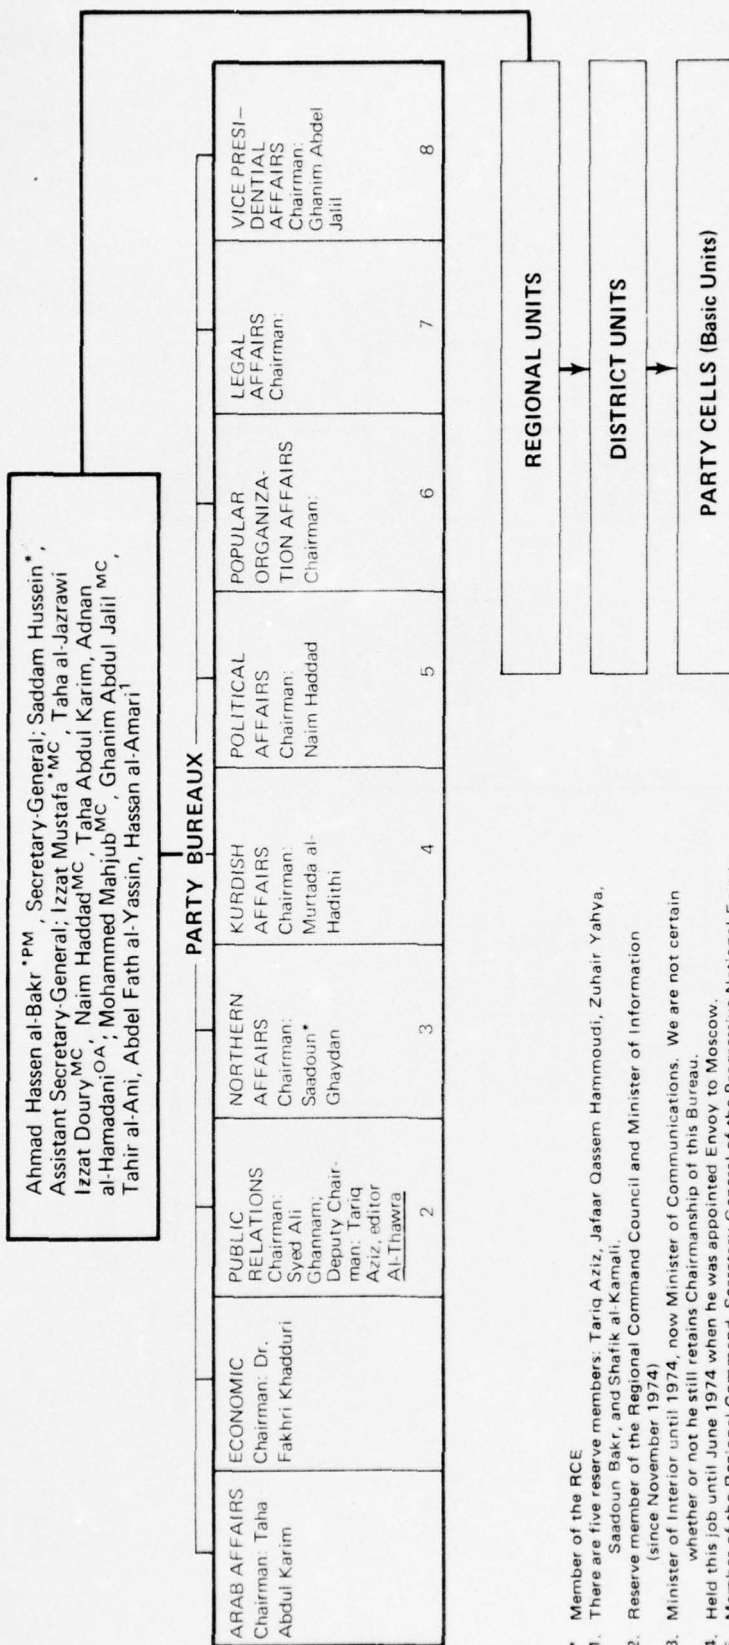 Ahmad Hassen al-Bakr*PM, Secretary-General; Saddam Hussein*,
Assistant Secretary-General; Izzat Mustafa*MC, Taha al-Jazrawi
Izzat DouryMC, Naim HaddadMC, Taha Abdul Karim, Adnan
al-HamadaniOA; Mohammed MahjubMC, Ghanim Abdul JalilMC,
Tahir al-Ani, Abdel Fath al-Yassin, Hassan al-Amari1
PARTY BUREAUX
ARAB AFFAIRS
Chairman: Taha
Abdul Karim
ECONOMIC
Chairman: Dr.
Fakhri Khadduri
PUBLIC
RELATIONS
Chairman:
Syed Ali
Ghannam;
Deputy Chair-
man: Tariq
Aziz, editor
Al-Thawra
2
NORTHERN
AFFAIRS
Chairman:
Saadoun*
Ghaydan
3
KURDISH
AFFAIRS
Chairman:
Murtada al-
Hadithi
4
POLITICAL
AFFAIRS
Chairman:
Naim Haddad
5
POPULAR
ORGANIZA-
TION AFFAIRS
Chairman:
6
LEGAL
AFFAIRS
Chairman:
7
VICE PRESI-
DENTIAL
AFFAIRS
Chairman:
Ghanim Abdel
Jalil
8
REGIONAL UNITS
DISTRICT UNITS
PARTY CELLS (Basic Units)
* Member of the RCE
1. There are five reserve members: Tariq Aziz, Jafaar Qassem Hammoudi, Zuhair Yahya,
Saadoun Bakr, and Shafik al-Kamali.
2. Reserve member of the Regional Command Council and Minister of Information
(since November 1974)
3. Minister of Interior until 1974, now Minister of Communications. We are not certain
whether or not he still retains Chairmanship of this Bureau.
4. Held this job until June 1974 when he was appointed Envoy to Moscow.